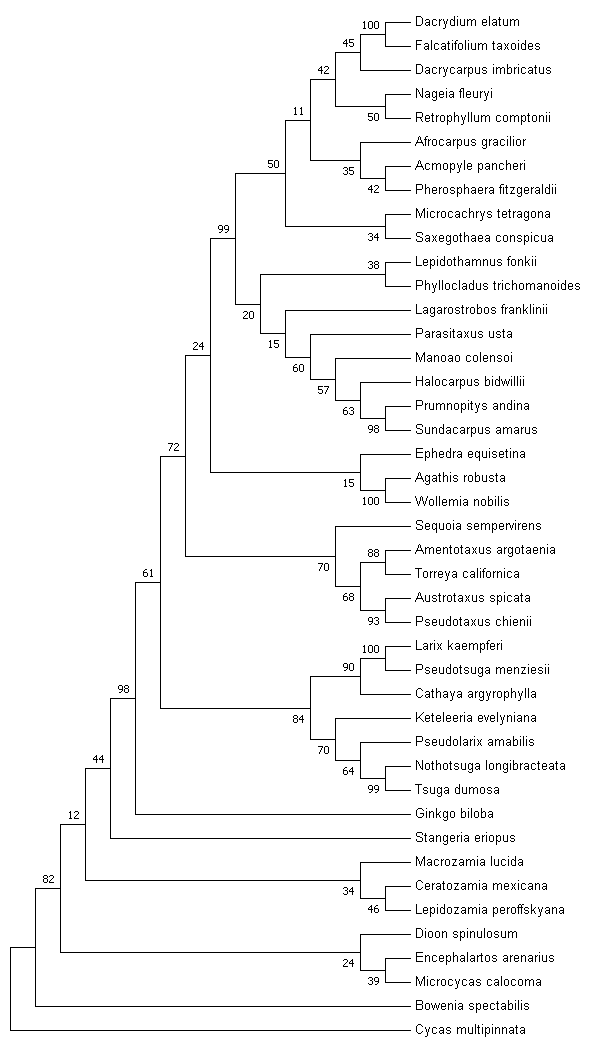 100 Dacrydium elatum
45
Falcatifolium taxoides
42 Dacrycarpus imbricatus
Nageia fleuryi
11
50 Retrophyllum comptonii
Afrocarpus gracilior
50 35 Acmopyle pancheri
42 Pherosphaera fitzgeraldii
Microcachrys tetragona
99 34 Saxegothaea conspicua
38 Lepidothamnus fonkii
Phyllocladus trichomanoides
20 Lagarostrobos franklinii
15 Parasitaxus usta
24 60 Manoao colensoi
57 Halocarpus bidwillii
63 Prumnopitys andina
98 Sundacarpus amarus
72 Ephedra equisetina
15 Agathis robusta
100 Wollemia nobilis
Sequoia sempervirens
88 Amentotaxus argotaenia
61 70 Torreya californica
68 Austrotaxus spicata
93 Pseudotaxus chienii
100 Larix kaempferi
90 Pseudotsuga menziesii
98 Cathaya argyrophylla
84 Keteleeria evelyniana
70 Pseudolarix amabilis
44 64 Nothotsuga longibracteata
99 Tsuga dumosa
12 Ginkgo biloba
Stangeria eriopus
Macrozamia lucida
82 34 Ceratozamia mexicana
46 Lepidozamia peroffskyana
Dioon spinulosum
24 Encephalartos arenarius
39 Microcycas calocoma
Bowenia spectabilis
Cycas multipinnata